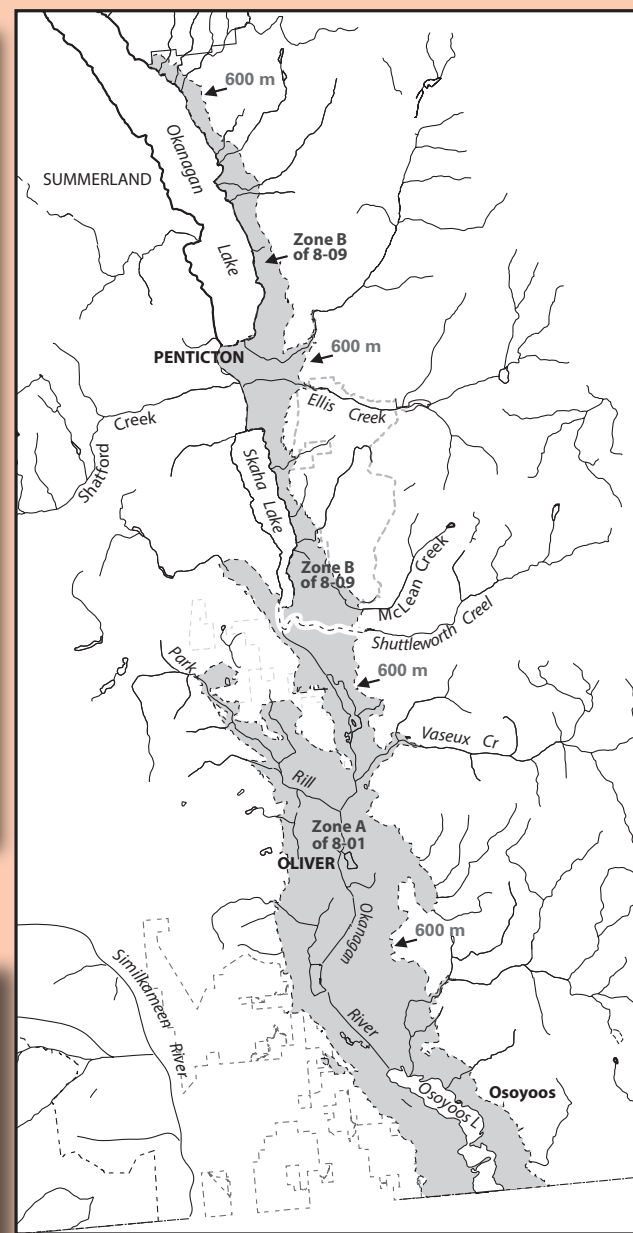 600 m
Okanagan
Lake
SUMMERLAND
Zone B
of 8-09
600 m
PENTICTON
Ellis Creek
Shatford Creek
Skaha Lake
Zone B
of 8-09
McLean Creek
Shuttleworth Creel
Park
600 m
Vaseux Cr
Rill
Zone A
of 8-01
OLIVER
Okanagan
600 m
Similkameen River
River
Osoyoos
Osoyoos L